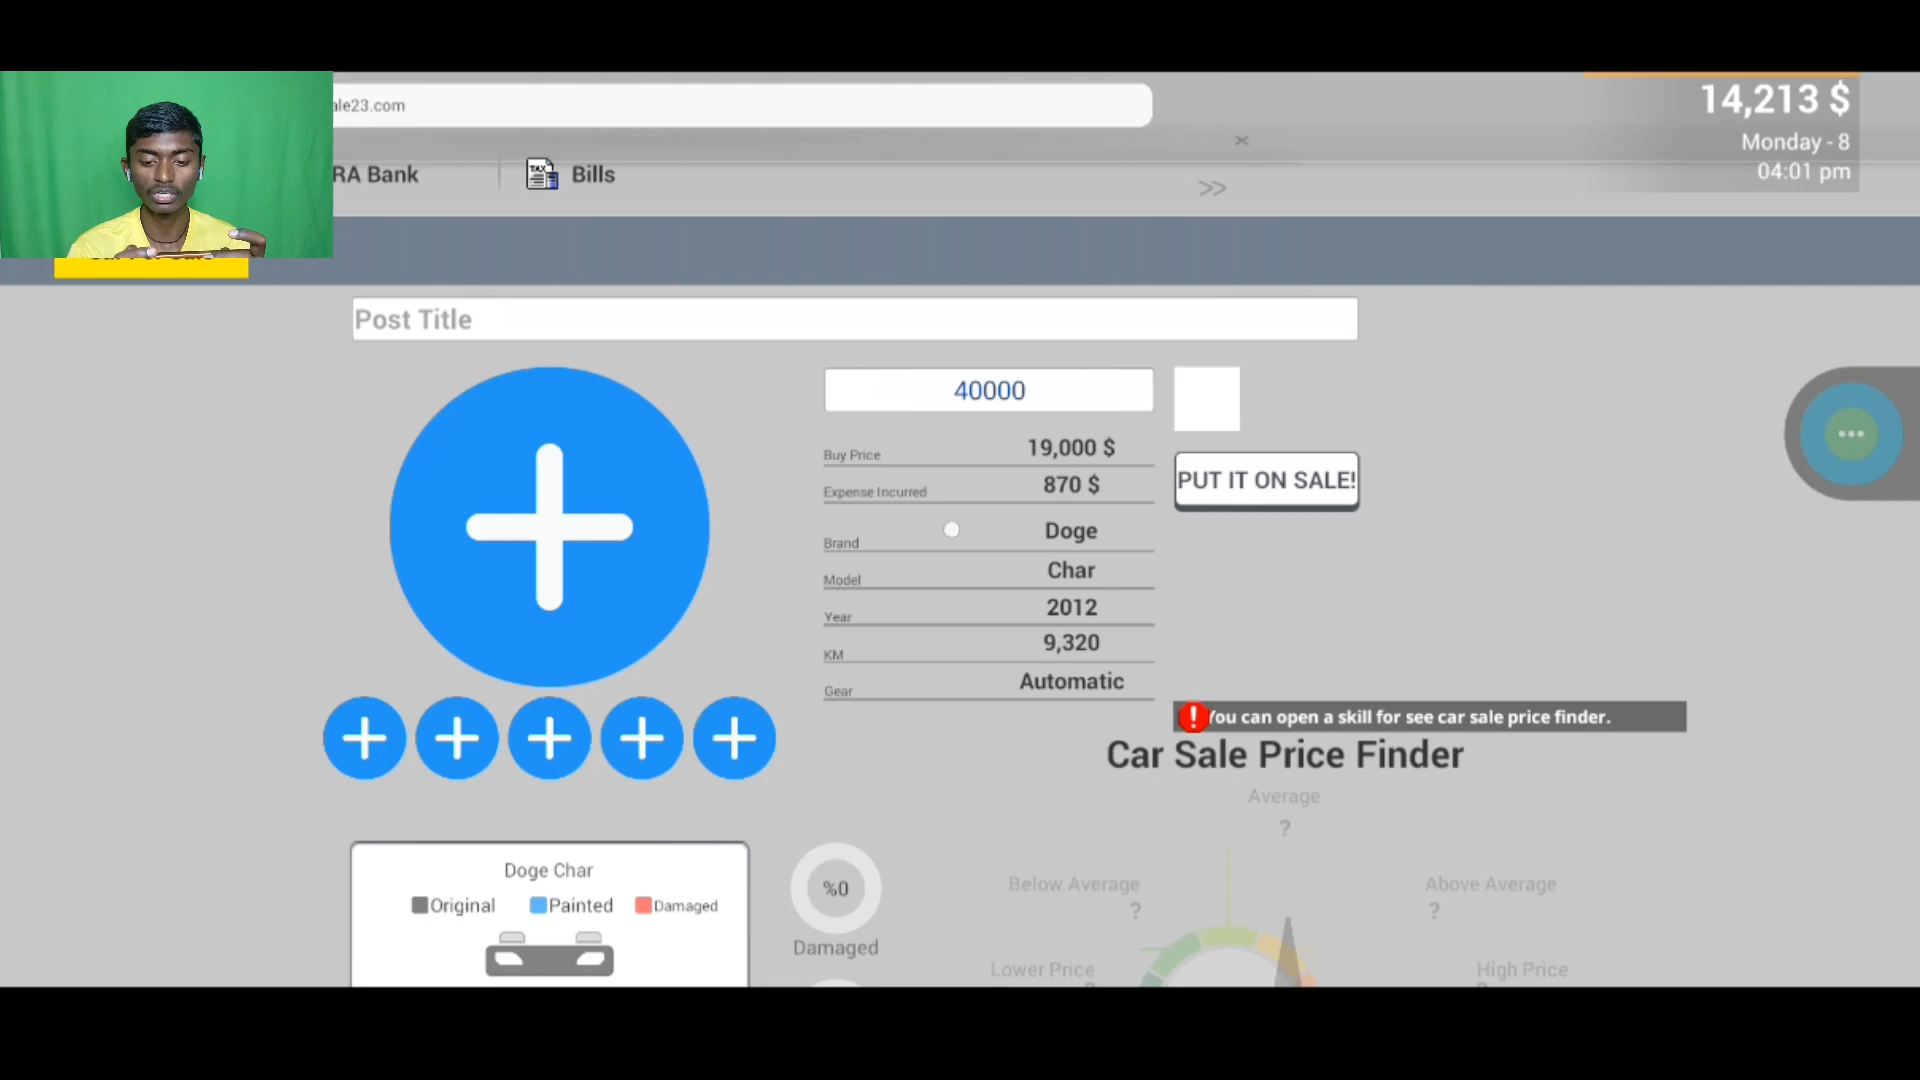 ale23.com
14,213 $
Monday - 8
04:01 pm
RA Bank
TAX
Bills
>>
Post Title
40000
Buy Price 19,000 $
Expense Incurred 870 $
Brand Doge
Model Char
Year 2012
KM 9,320
Gear Automatic
PUT IT ON SALE!
You can open a skill for see car sale price finder.
Car Sale Price Finder
Average
?
Below Average
?
Above Average
?
Lower Price
High Price
Doge Char
Original Painted Damaged
%0
Damaged